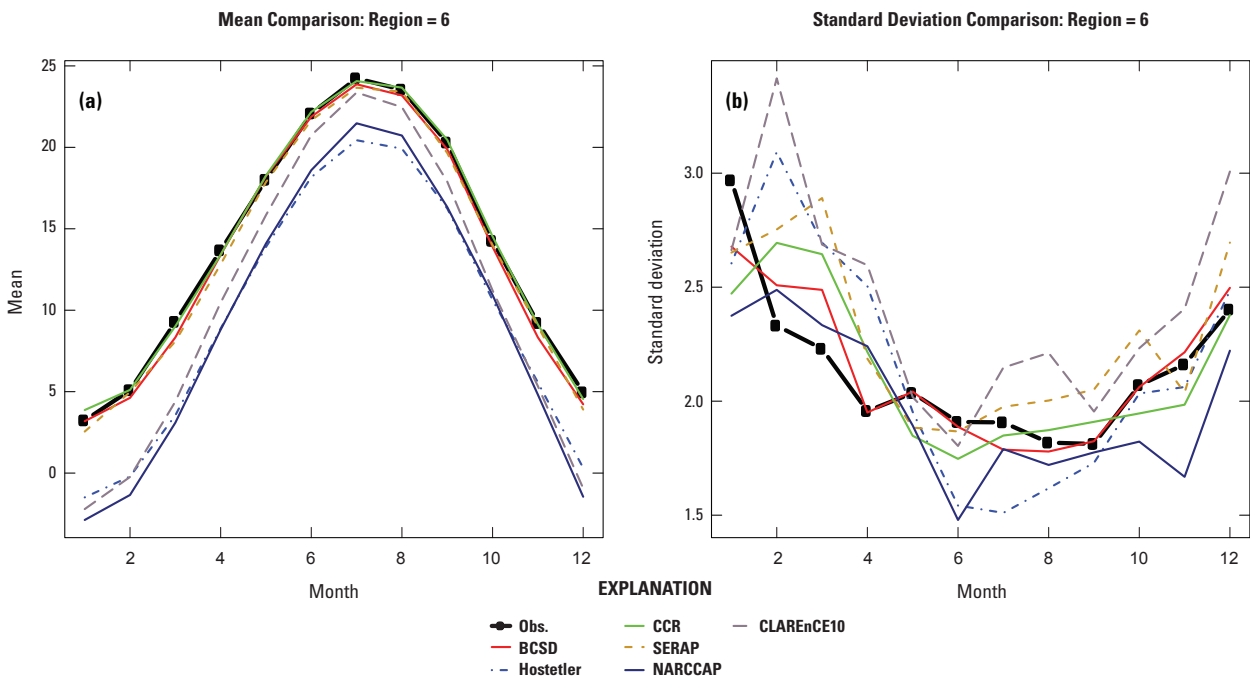 Mean Comparison: Region = 6
Standard Deviation Comparison: Region = 6
(a)
25
20
15
10
5
0
Mean
2 4 6 8 10 12
Month
(b)
3.0
2.5
2.0
1.5
Standard deviation
2 4 6 8 10 12
Month
EXPLANATION
Obs. CCR CLAREnCE10
BCSD SERAP
Hostetler NARCCAP